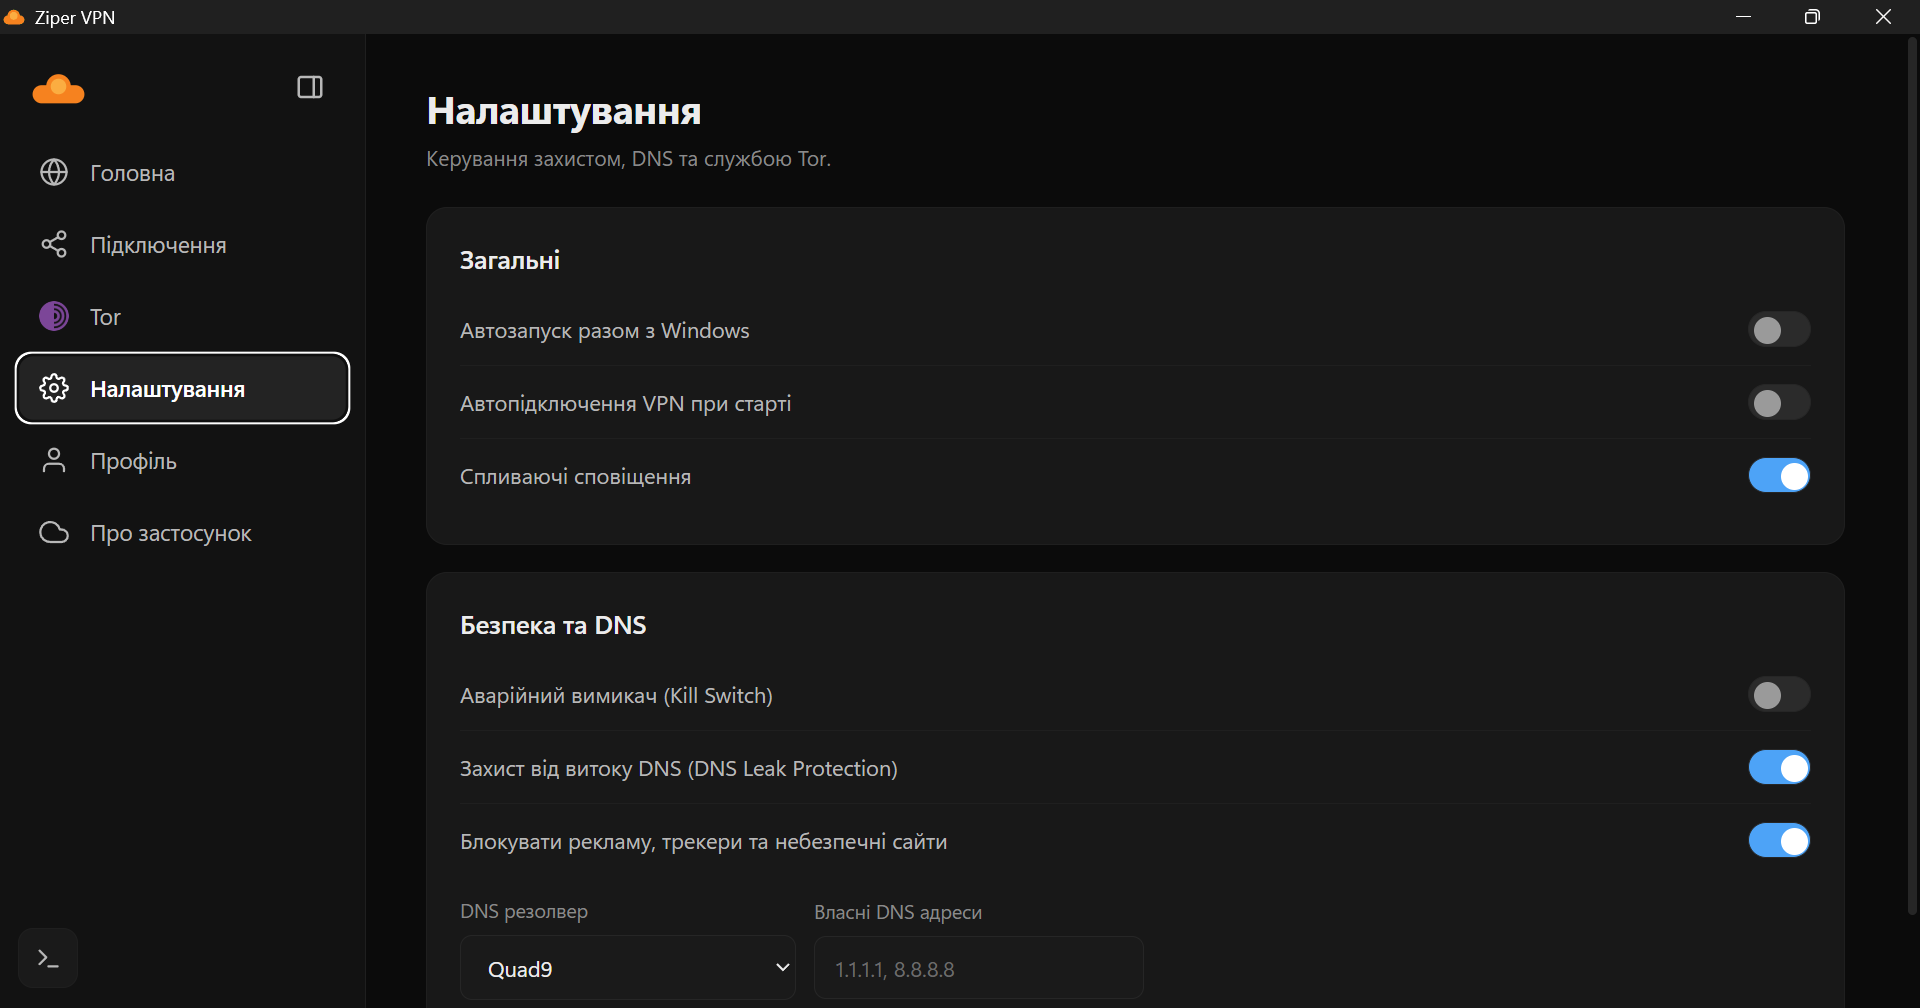 Ziper VPN
Головна
Підключення
Tor
Налаштування
Профіль
Про застосунок
Налаштування
Керування захистом, DNS та службою Tor.
Загальні
Автозапуск разом з Windows
Автопідключення VPN при старті
Спливаючі сповіщення
Безпека та DNS
Аварійний вимикач (Kill Switch)
Захист від витоку DNS (DNS Leak Protection)
Блокувати рекламу, трекери та небезпечні сайти
DNS резолвер
Власні DNS адреси
Quad9
1.1.1.1, 8.8.8.8